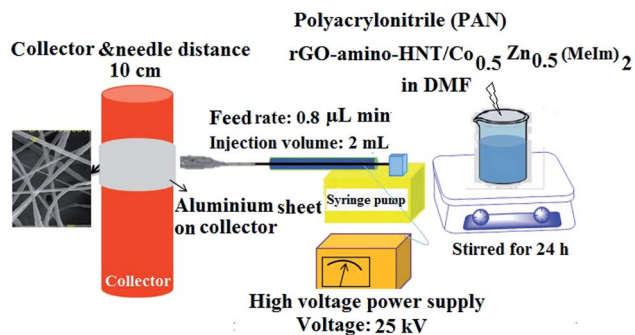 Polyacrylonitrile (PAN)
rGO-amino-HNT/Co0.5 Zn0.5 (MeIm)2
in DMF
Collector &needle distance
10 cm
Feed rate: 0.8 µL min
Injection volume: 2 mL
Syringe pump
Aluminium sheet
on collector
Stirred for 24 h
Collector
High voltage power supply
Voltage: 25 kV